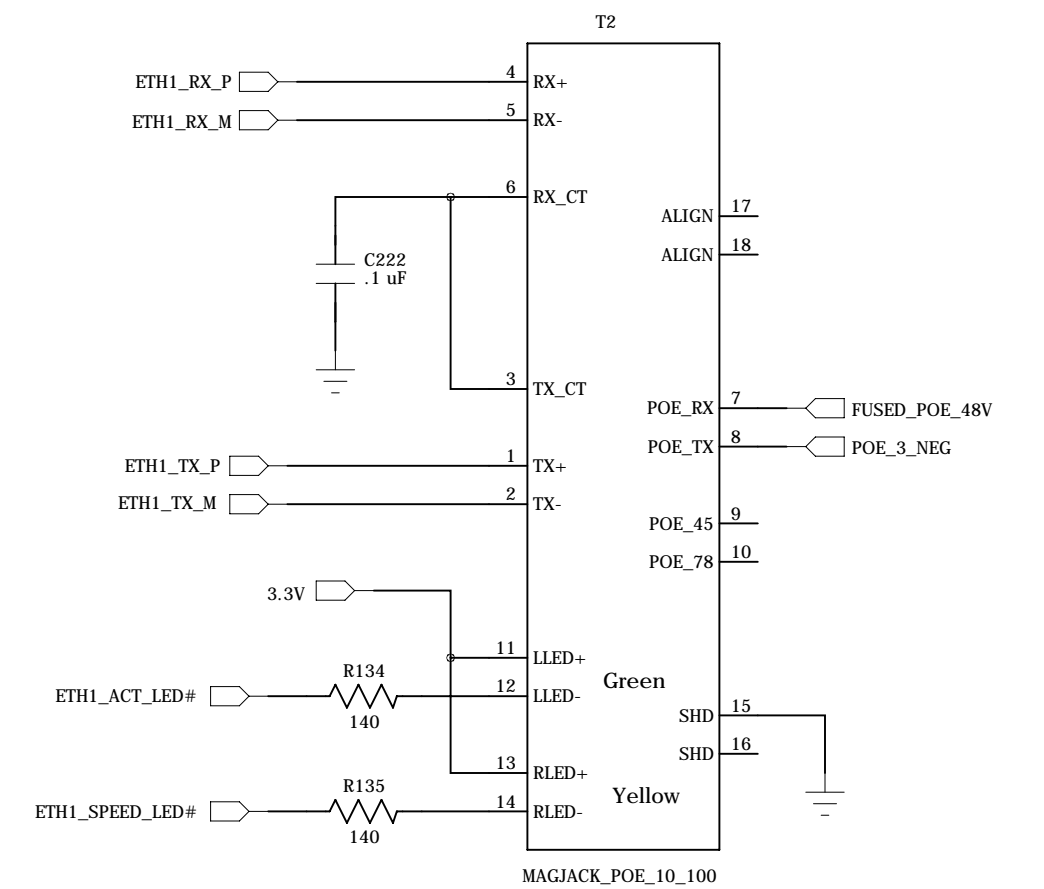 T2
ETH1_RX_P 4 RX+
ETH1_RX_M 5 RX-
6 RX_CT
ALIGN 17
ALIGN 18
C222
.1 uF
3 TX_CT
POE_RX 7 FUSED_POE_48V
POE_TX 8 POE_3_NEG
ETH1_TX_P 1 TX+
ETH1_TX_M 2 TX-
POE_45 9
POE_78 10
3.3V
11 LLED+
R134
Green
ETH1_ACT_LED# 12 LLED-
140
SHD 15
SHD 16
13 RLED+
R135
Yellow
ETH1_SPEED_LED# 14 RLED-
140
MAGJACK_POE_10_100